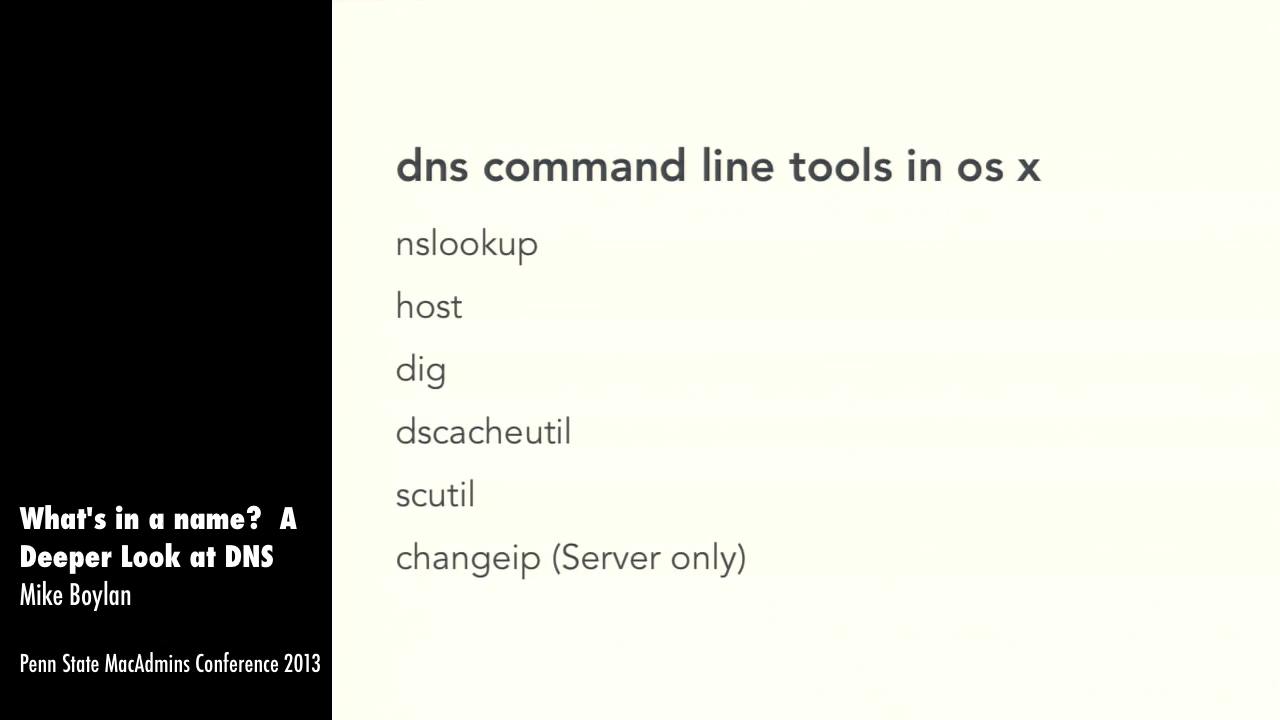 dns command line tools in os x
nslookup
host
dig
dscacheutil
scutil
changeip (Server only)
What's in a name? A
Deeper Look at DNS
Mike Boylan
Penn State MacAdmins Conference 2013